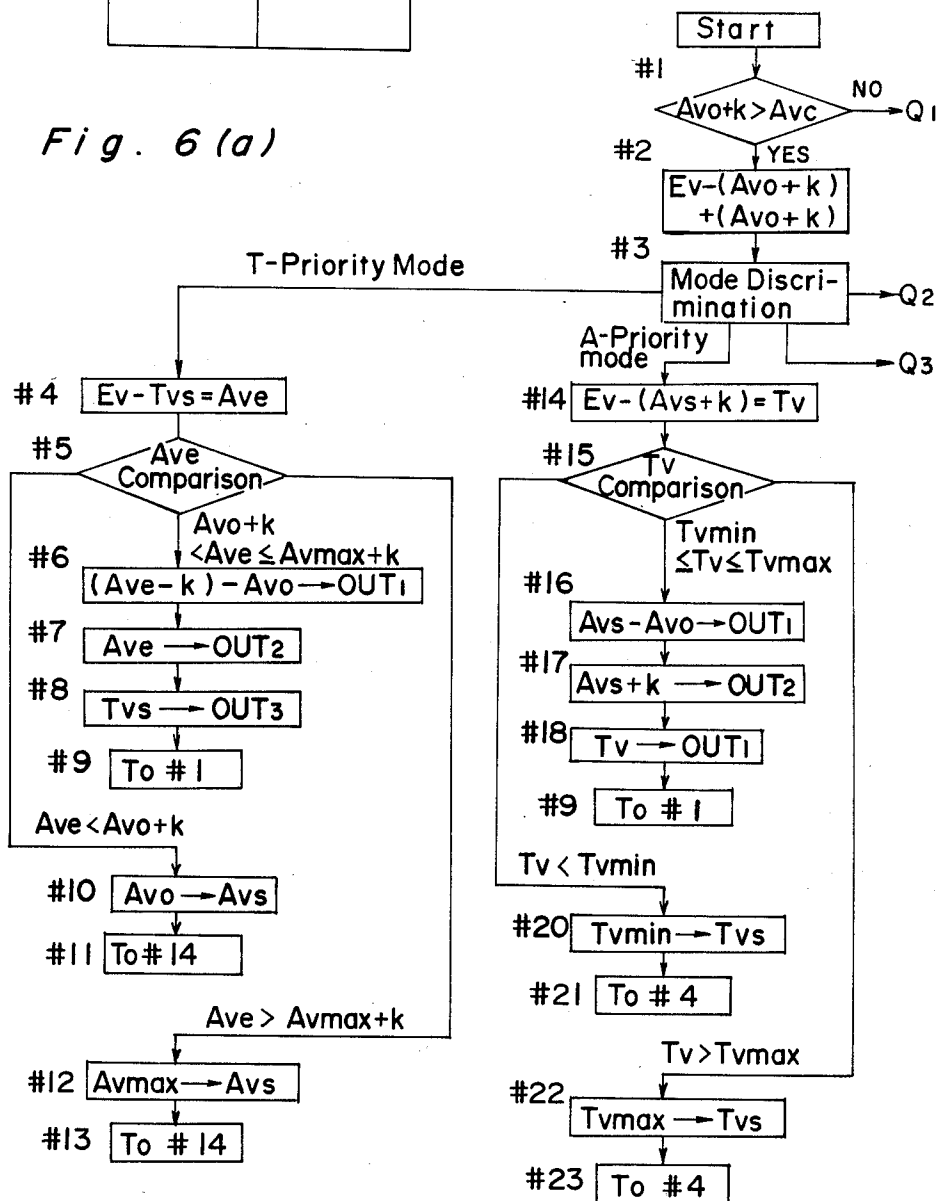 Fig. 6 (a)
Start
#1
Avo+k>Avc
NO
Q1
YES
#2
Ev-(Avo+k)
+(Avo+k)
#3
Mode Discri-
mination
Q2
Q3
T-Priority Mode
A-Priority
mode
#4
Ev-Tvs=Ave
#5
Ave
Comparison
Avo+k
<Ave≦Avmax+k
#6
(Ave-k)-Avo→OUT1
#7
Ave→OUT2
#8
Tvs→OUT3
#9
To #1
Ave<Avo+k
#10
Avo→Avs
#11
To #14
Ave> Avmax+k
#12
Avmax→Avs
#13
To #14
#14
Ev-(Avs+k)=Tv
#15
Tv
Comparison
Tvmin
≦Tv≦Tvmax
#16
Avs-Avo→OUT1
#17
Avs+k→OUT2
#18
Tv→OUT1
#9
To #1
Tv< Tvmin
#20
Tvmin→Tvs
#21
To #4
Tv>Tvmax
#22
Tvmax→Tvs
#23
To #4